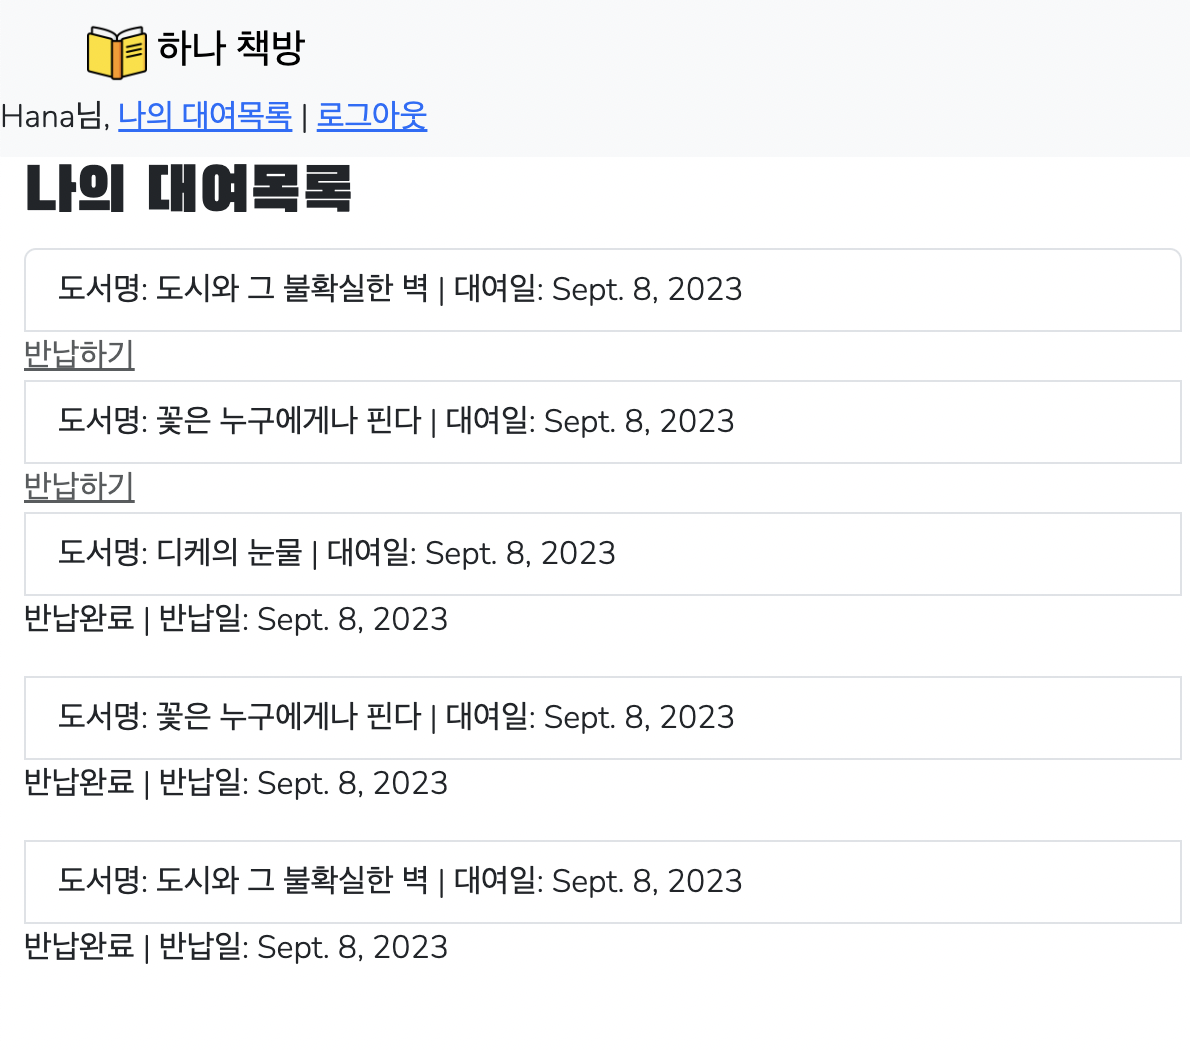 하나 책방
Hana님, 나의 대여목록 | 로그아웃
나의 대여목록
도서명: 도시와 그 불확실한 벽 | 대여일: Sept. 8, 2023
반납하기
도서명: 꽃은 누구에게나 핀다 | 대여일: Sept. 8, 2023
반납하기
도서명: 디케의 눈물 | 대여일: Sept. 8, 2023
반납완료 | 반납일: Sept. 8, 2023
도서명: 꽃은 누구에게나 핀다 | 대여일: Sept. 8, 2023
반납완료 | 반납일: Sept. 8, 2023
도서명: 도시와 그 불확실한 벽 | 대여일: Sept. 8, 2023
반납완료 | 반납일: Sept. 8, 2023